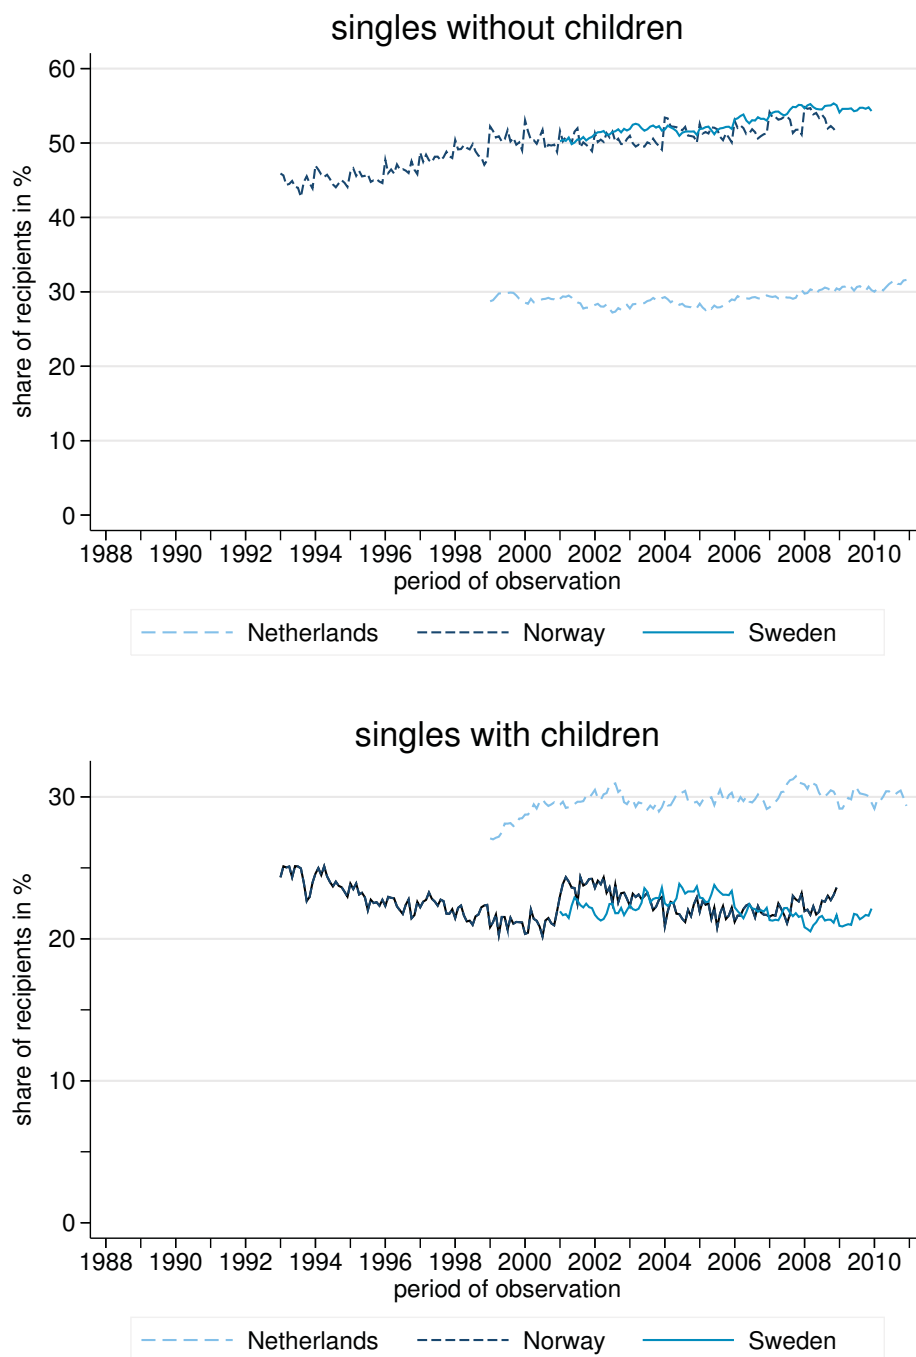 singles without children
60
50
40
30
20
10
0
share of recipients in %
1988 1990 1992 1994 1996 1998 2000 2002 2004 2006 2008 2010
period of observation
Netherlands Norway Sweden
singles with children
30
20
10
0
share of recipients in %
1988 1990 1992 1994 1996 1998 2000 2002 2004 2006 2008 2010
period of observation
Netherlands Norway Sweden